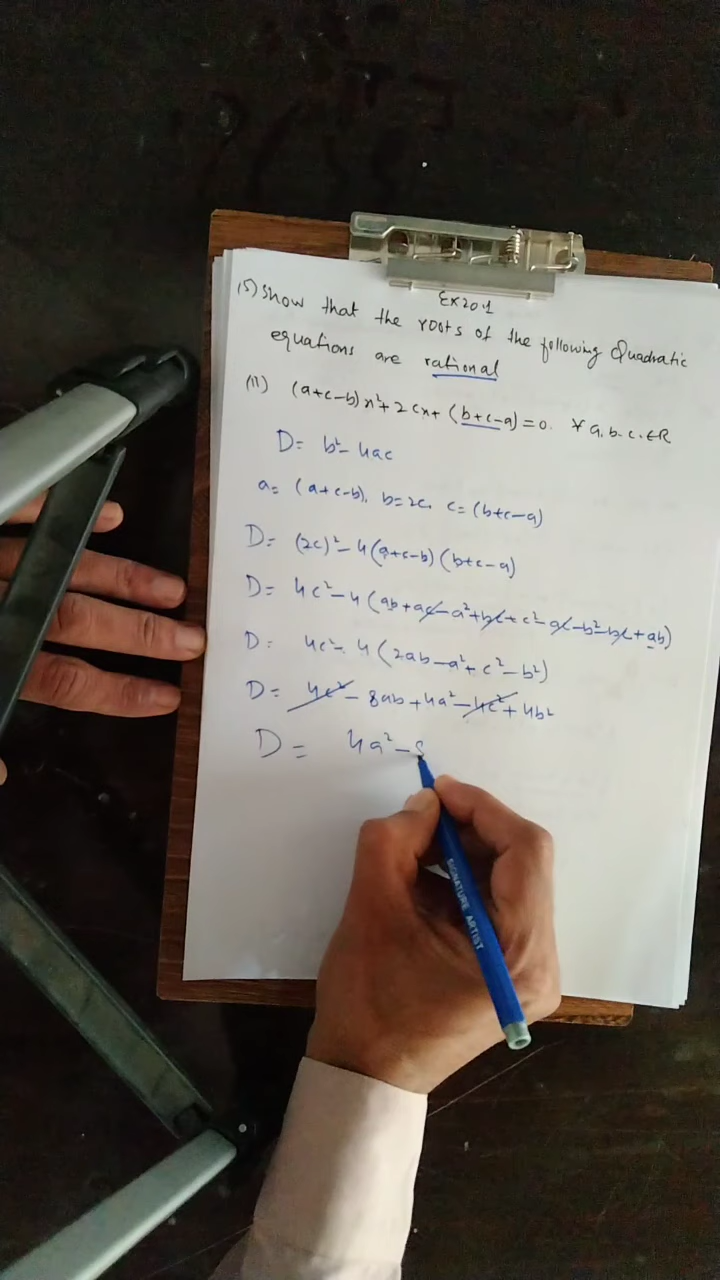 Ex 20.1
(5) Show that the roots of the following Quadratic
equations are rational
(11) (a+c-b)x²+2cx+(b+c-a)=0. ∀ a.b.c.∈R
D= b²-4ac
a= (a+c-b), b=2c, c=(b+c-a)
D= (2c)²-4(a+c-b)(b+c-a)
D= 4c²-4(ab+ac-a²+bc+c²-ac-b²-bc+ab)
D= 4c²-4(2ab-a²+c²-b²)
D= 4c²-8ab+4a²-4c²+4b²
D= 4a²-8
SIGNATURE ARTIST